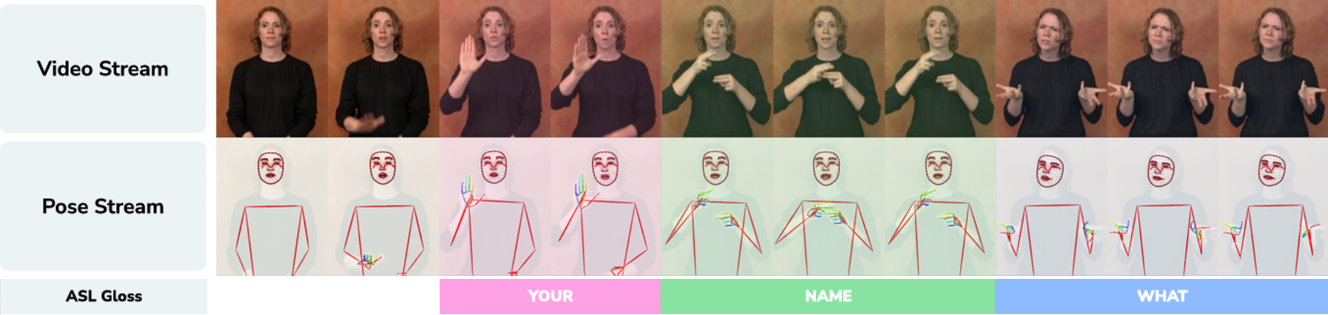 Video Stream
Pose Stream
ASL Gloss YOUR NAME WHAT